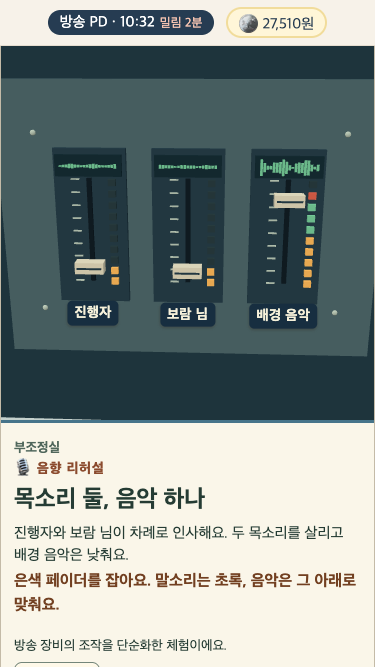 방송 PD · 10:32 밀림 2분
27,510원
진행자
보람 님
배경 음악
부조정실
음향 리허설
목소리 둘, 음악 하나
진행자와 보람 님이 차례로 인사해요. 두 목소리를 살리고
배경 음악은 낮춰요.
은색 페이더를 잡아요. 말소리는 초록, 음악은 그 아래로
맞춰요.
방송 장비의 조작을 단순화한 체험이에요.